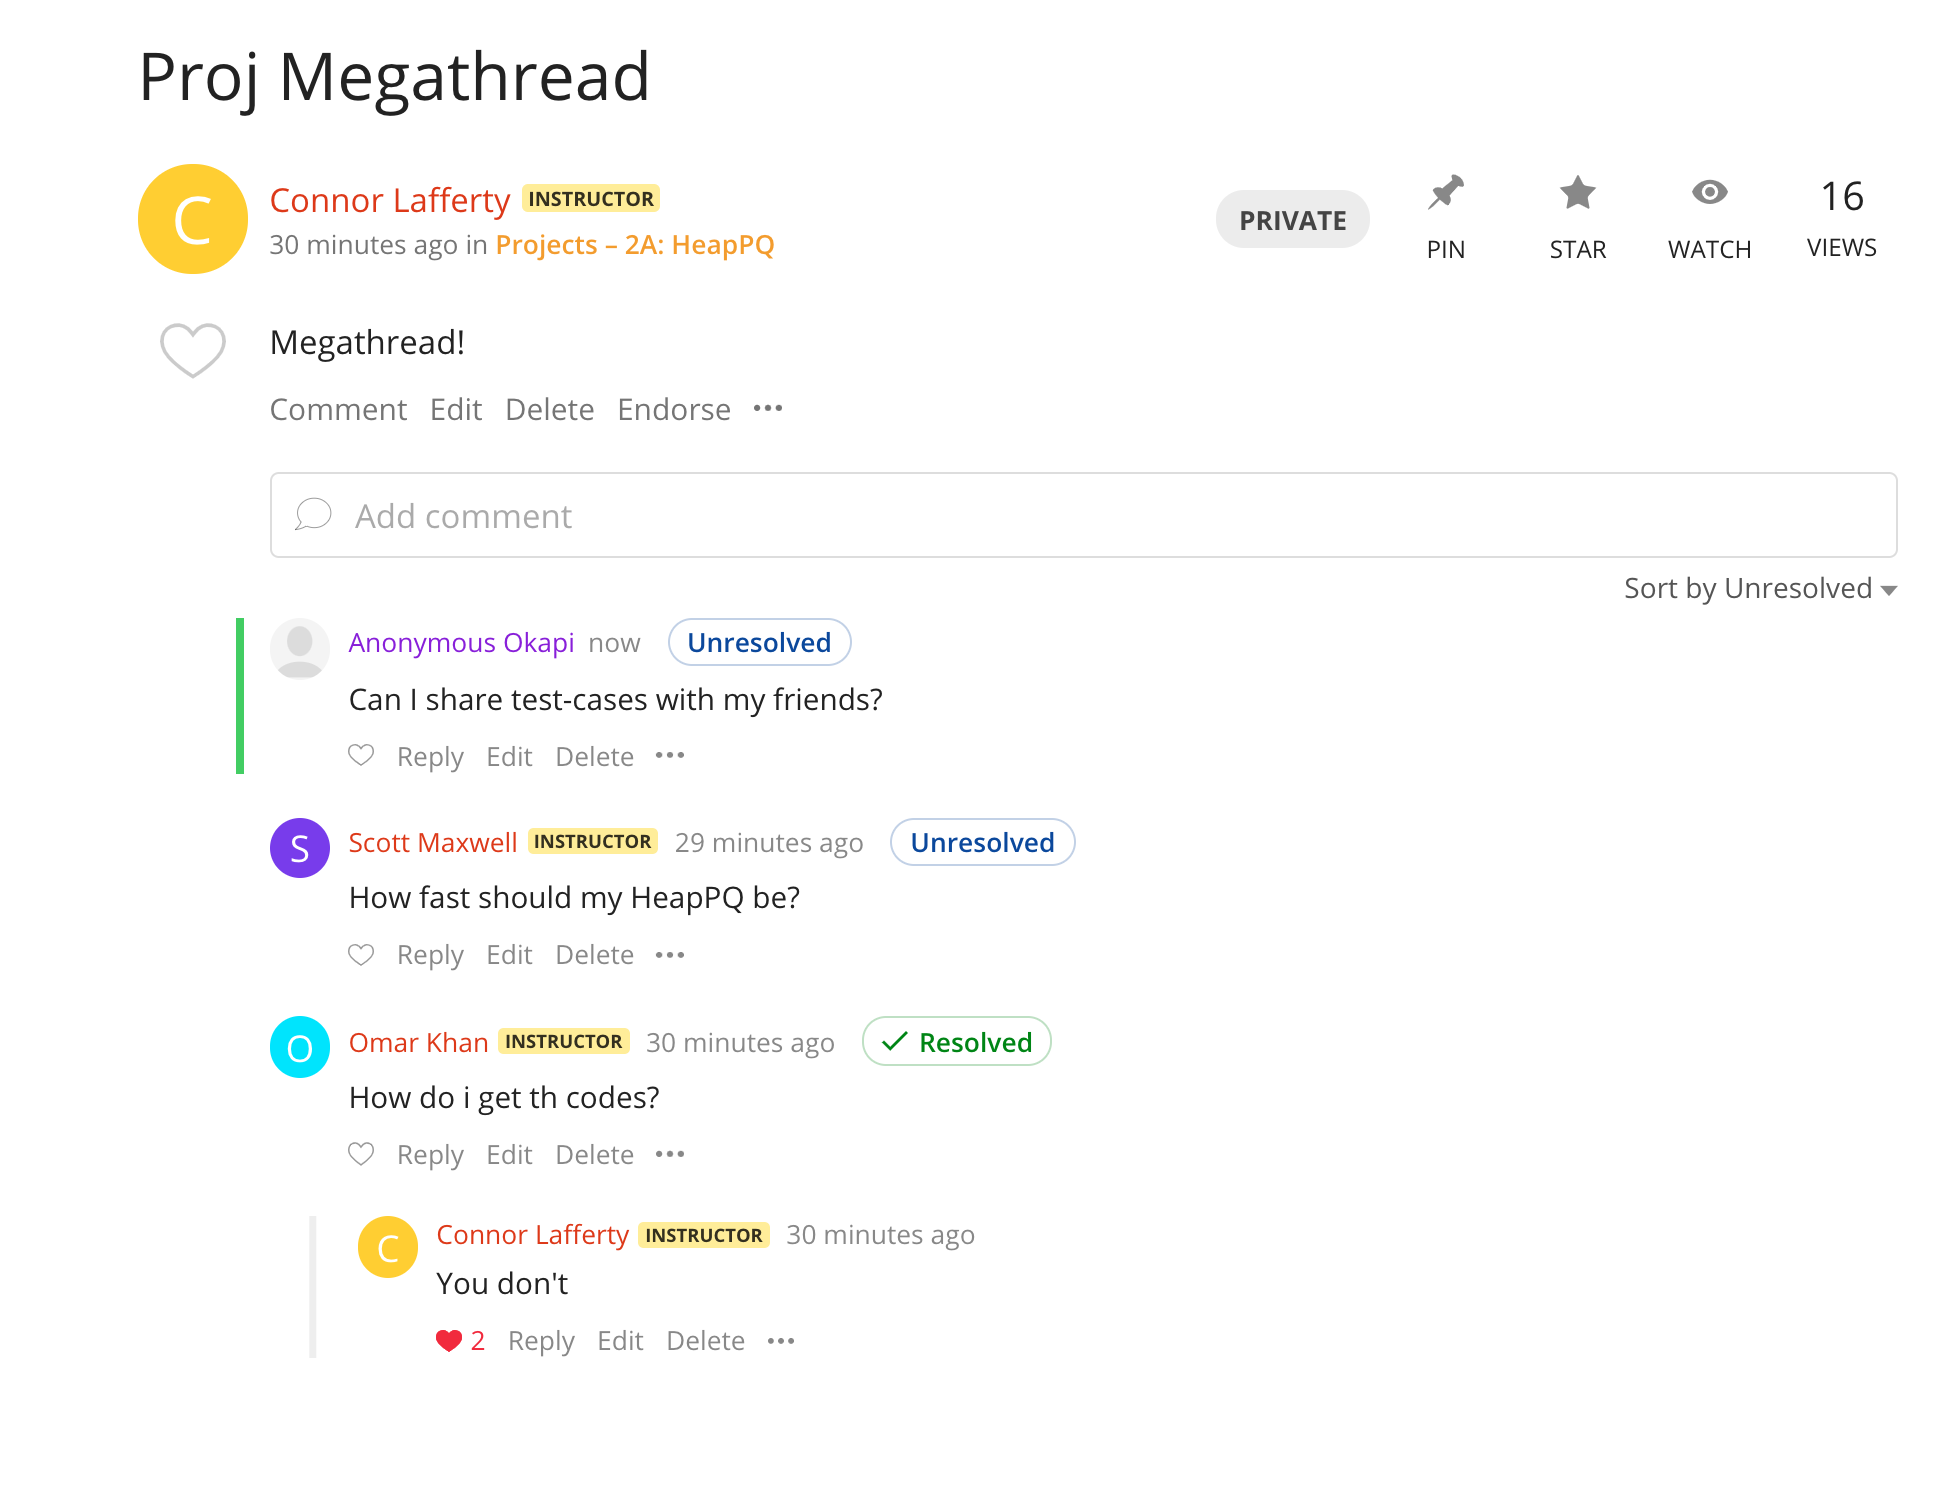 Proj Megathread
C
Connor Lafferty INSTRUCTOR
30 minutes ago in Projects – 2A: HeapPQ
PRIVATE
PIN
STAR
WATCH
16
VIEWS
Megathread!
Comment Edit Delete Endorse •••
Add comment
Sort by Unresolved
Anonymous Okapi now Unresolved
Can I share test-cases with my friends?
Reply Edit Delete •••
S
Scott Maxwell INSTRUCTOR 29 minutes ago Unresolved
How fast should my HeapPQ be?
Reply Edit Delete •••
O
Omar Khan INSTRUCTOR 30 minutes ago Resolved
How do i get th codes?
Reply Edit Delete •••
C
Connor Lafferty INSTRUCTOR 30 minutes ago
You don't
2 Reply Edit Delete •••